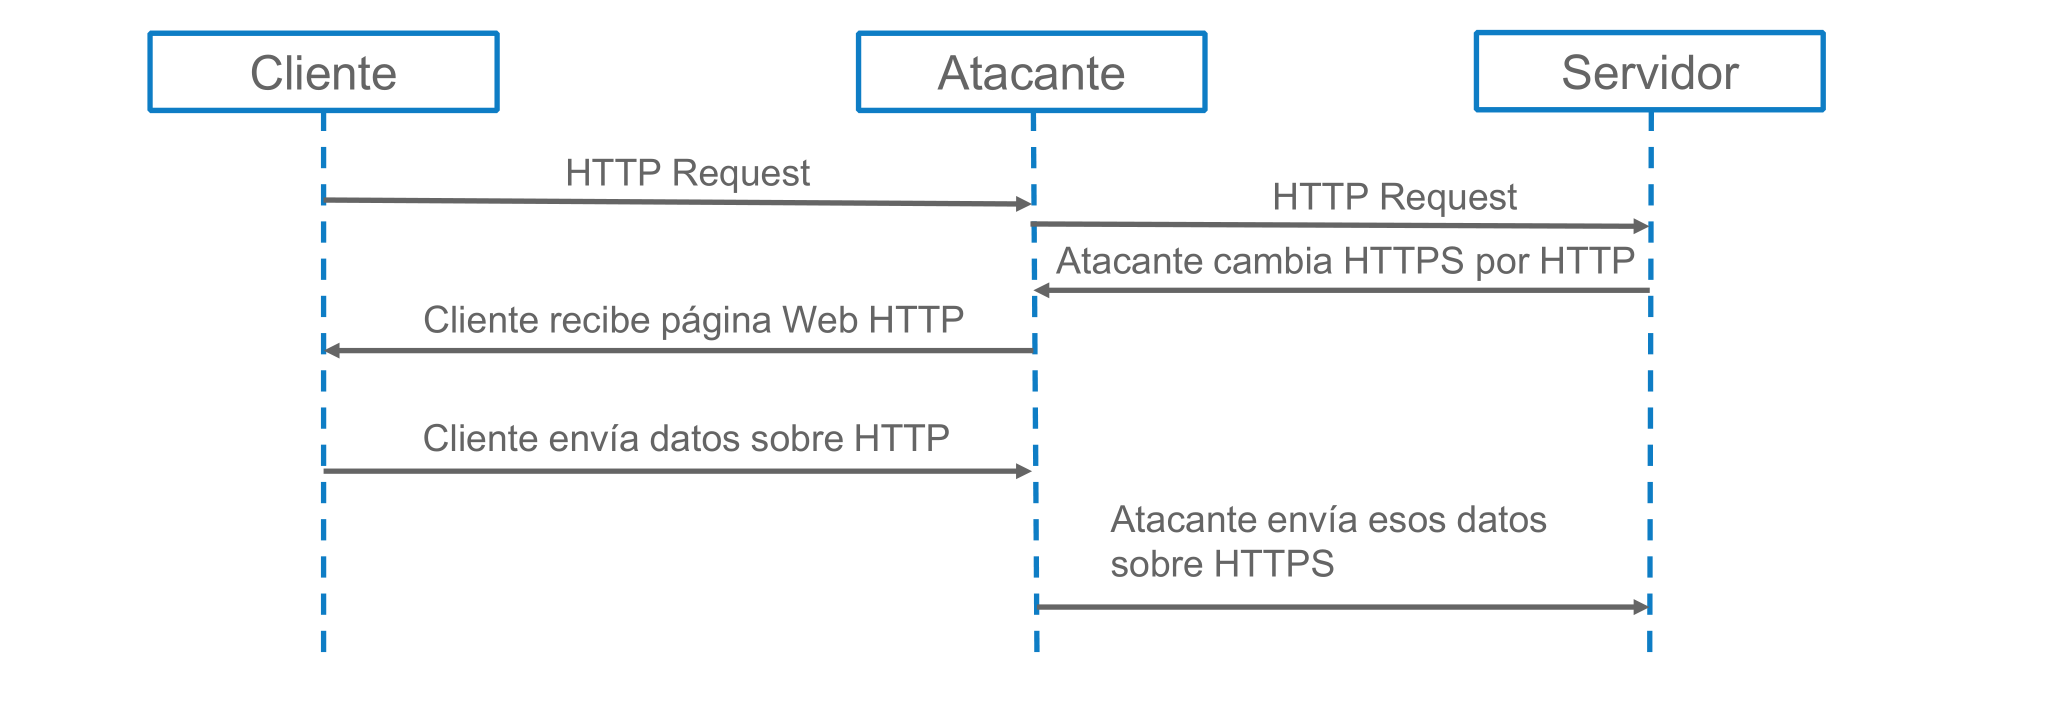 Cliente
Atacante
Servidor
HTTP Request
HTTP Request
Atacante cambia HTTPS por HTTP
Cliente recibe página Web HTTP
Cliente envía datos sobre HTTP
Atacante envía esos datos
sobre HTTPS